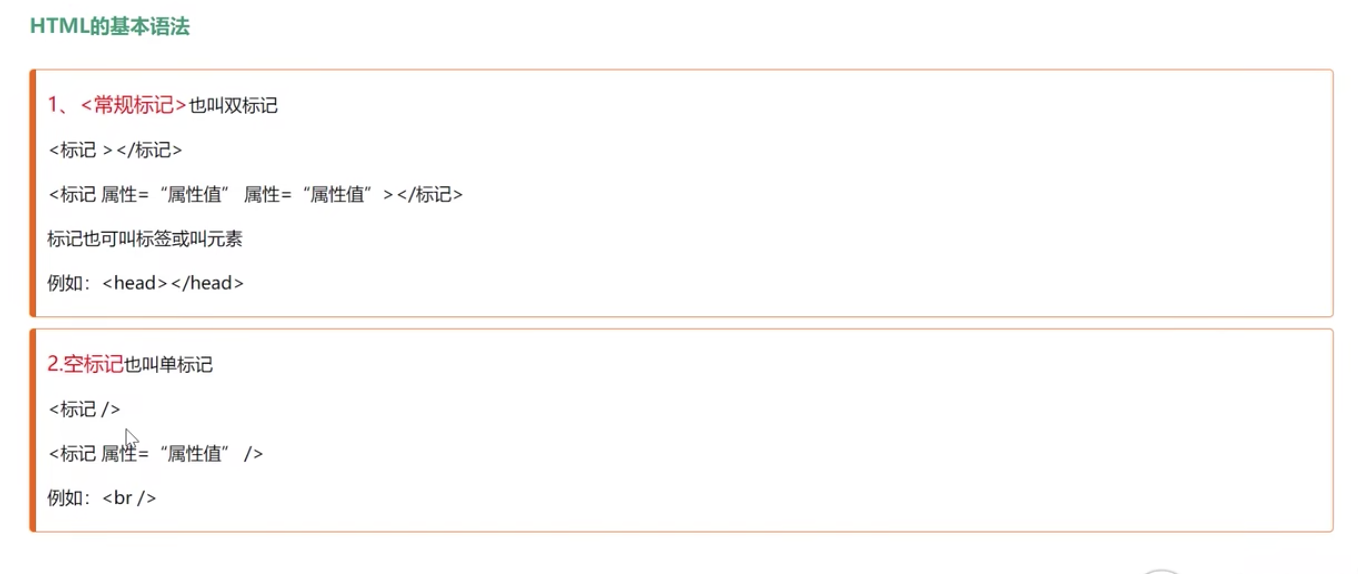 HTML的基本语法
1、<常规标记>也叫双标记
<标记 ></标记>
<标记 属性=“属性值” 属性=“属性值”></标记>
标记也可叫标签或叫元素
例如：<head></head>
2.空标记也叫单标记
<标记 />
<标记 属性=“属性值” />
例如：<br />